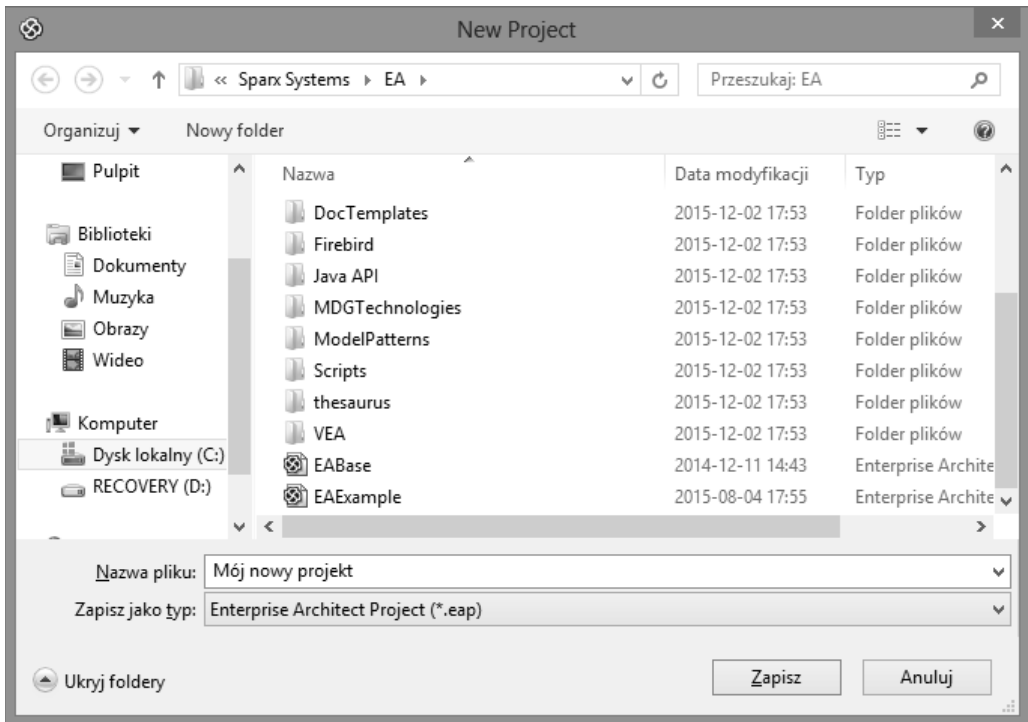 New Project
« Sparx Systems EA
Przeszukaj: EA
Organizuj Nowy folder
Pulpit
Biblioteki
Dokumenty
Muzyka
Obrazy
Wideo
Komputer
Dysk lokalny (C:)
RECOVERY (D:)
Nazwa Data modyfikacji Typ
DocTemplates 2015-12-02 17:53 Folder plików
Firebird 2015-12-02 17:53 Folder plików
Java API 2015-12-02 17:53 Folder plików
MDGTechnologies 2015-12-02 17:53 Folder plików
ModelPatterns 2015-12-02 17:53 Folder plików
Scripts 2015-12-02 17:53 Folder plików
thesaurus 2015-12-02 17:53 Folder plików
VEA 2015-12-02 17:53 Folder plików
EABase 2014-12-11 14:43 Enterprise Archite
EAExample 2015-08-04 17:55 Enterprise Archite
Nazwa pliku: Mój nowy projekt
Zapisz jako typ: Enterprise Architect Project (*.eap)
Ukryj foldery Zapisz Anuluj